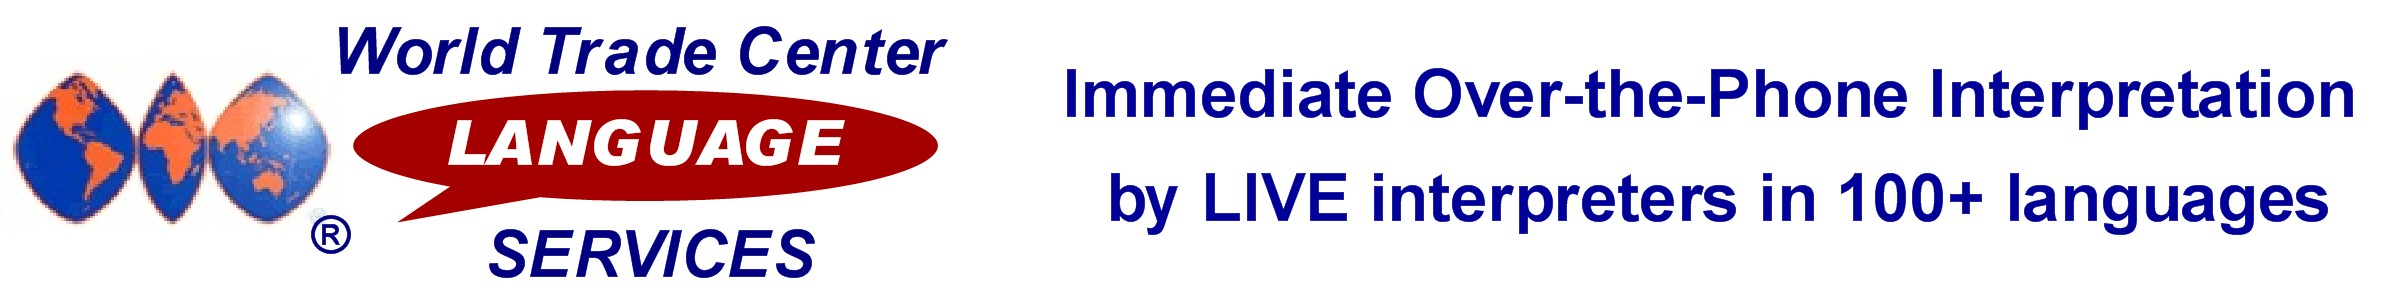 World Trade Center
LANGUAGE
SERVICES
®
Immediate Over-the-Phone Interpretation
by LIVE interpreters in 100+ languages